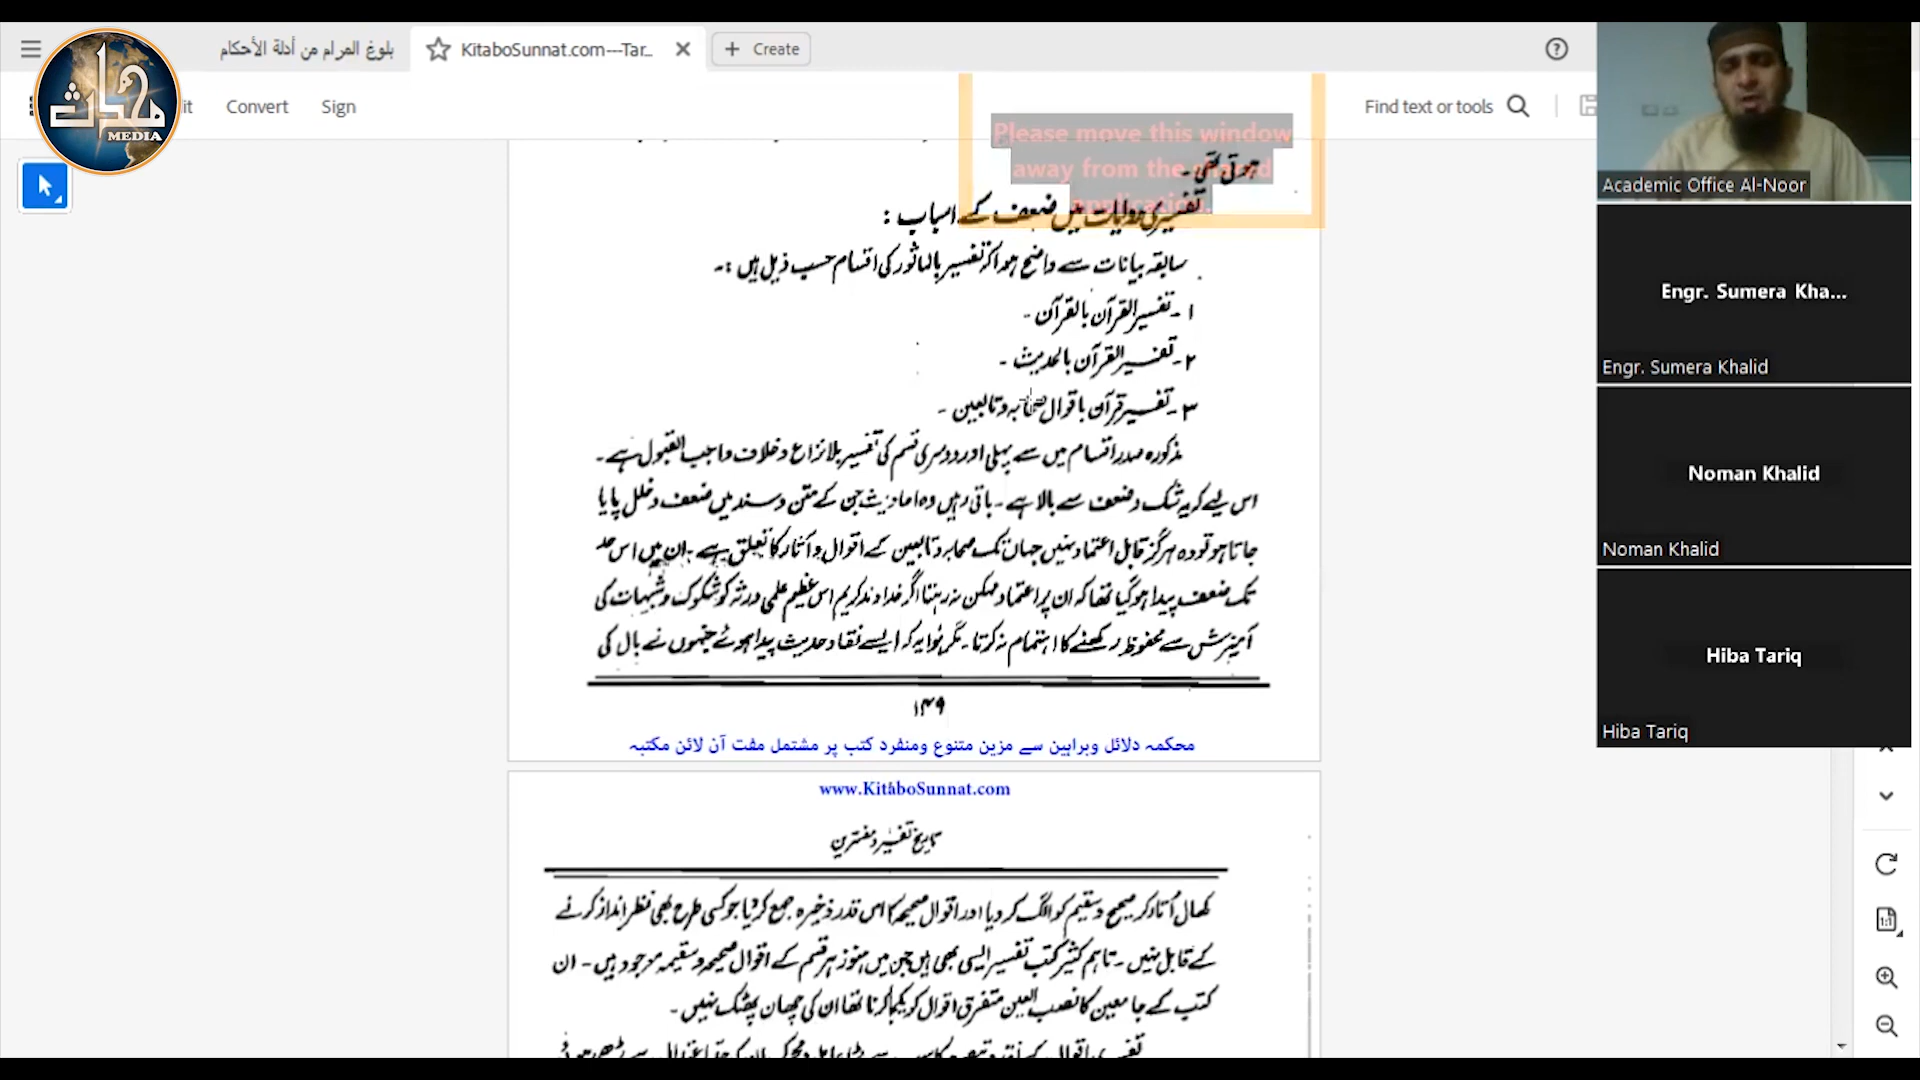 بلوغ المرام من أدلة الأحكام
KitaboSunnat.com---Tar...
Create
Convert
Sign
Find text or tools
محدث
MEDIA
Please move this window
away from the shared
application.
ہوتی تھی۔
تفسیری روایات میں ضعف کے اسباب :
سابقہ بیانات سے واضح ہوا کہ تفسیر بالماثور کی اقسام حسب ذیل ہیں :-
۱- تفسیر القرآن بالقرآن -
۲- تفسیر القرآن بالحدیث -
۳- تفسیر قرآن با قوال صحابہ و تابعین -
مذکورہ صدر اقسام میں سے پہلی اور دوسری قسم کی تفسیر بلا نزاع و خلاف واجب القبول ہے۔
اس لیے کہ یہ شک و ضعف سے بالا ہے۔ باقی رہیں وہ احادیث جن کے متن و سند میں ضعف و خلل پایا
جاتا ہو تو وہ ہرگز قابل اعتماد نہیں جہاں تک صحابہ و تابعین کے اقوال و آثار کا تعلق ہے۔ ان میں اس حد
تک ضعف پیدا ہو گیا تھا کہ ان پر اعتماد ممکن نہ رہتا اگر خداوند کریم اس عظیم علمی ورثہ کو شکوک و شبہات کی
آمیزش سے محفوظ رکھنے کا اہتمام نہ کرتا۔ مگر ہوا یہ کہ ایسے نقاد حدیث پیدا ہوئے جنہوں نے بال کی
۱۴۹
محکمہ دلائل وبراہین سے مزین متنوع ومنفرد کتب پر مشتمل مفت آن لائن مکتبہ
www.KitaboSunnat.com
تاریخ تفسیر و مفسرین
کھال اُتار کر صحیح و سقیم کو الگ کر دیا اور اقوال صحیحہ کا اس قدر ذخیرہ جمع کر دیا جو کسی طرح بھی نظر انداز کرنے
کے قابل نہیں۔ تاہم کثیر کتب تفسیر ایسی بھی ہیں جن میں ہنوز ہر قسم کے اقوال صحیحہ و سقیمہ موجود ہیں۔ ان
کتب کے جامعین کا نصب العین متفرق اقوال کو یکجا کرنا تھا ان کی چھان پھٹک نہیں۔
Academic Office Al-Noor
Engr. Sumera Kha...
Engr. Sumera Khalid
Noman Khalid
Noman Khalid
Hiba Tariq
Hiba Tariq